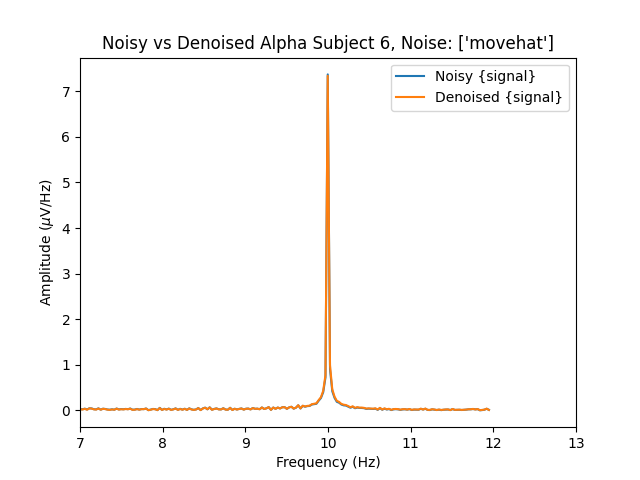 Noisy vs Denoised Alpha Subject 6, Noise: ['movehat']
Noisy {signal}
Denoised {signal}
Amplitude (μV/Hz)
7
6
5
4
3
2
1
0
7 8 9 10 11 12 13
Frequency (Hz)